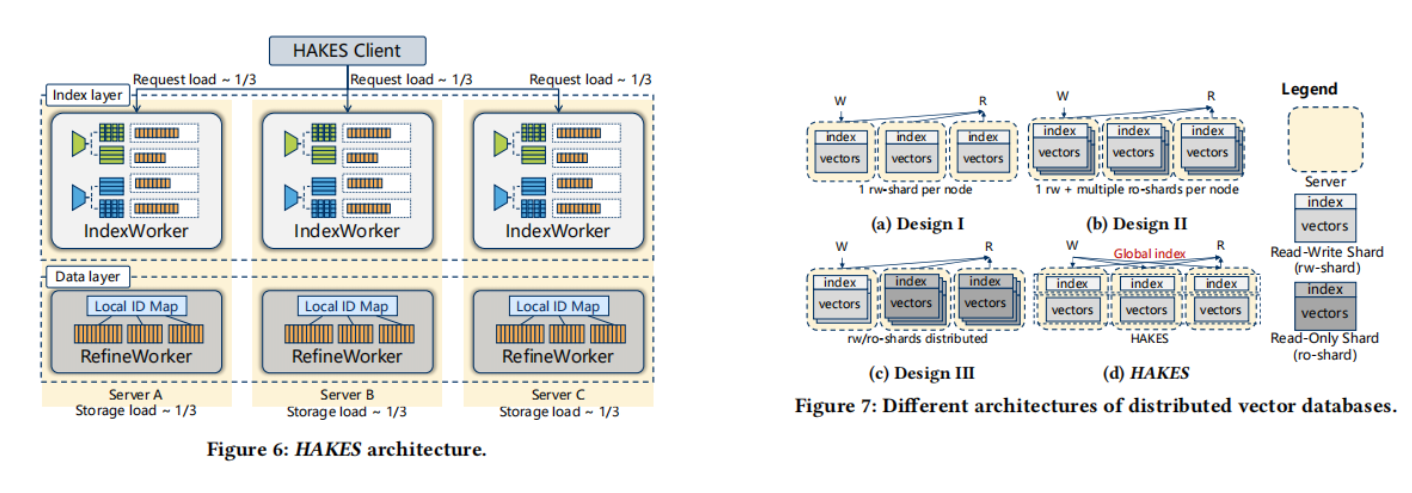 HAKES Client
Request load ~ 1/3
Request load ~ 1/3
Request load ~ 1/3
Index layer
IndexWorker
IndexWorker
IndexWorker
Data layer
Local ID Map
Local ID Map
Local ID Map
RefineWorker
RefineWorker
RefineWorker
Server A
Server B
Server C
Storage load ~ 1/3
Storage load ~ 1/3
Storage load ~ 1/3
Figure 6: HAKES architecture.
W
R
index
index
index
vectors
vectors
vectors
1 rw-shard per node
(a) Design I
W
R
index
index
index
vectors
vectors
vectors
1 rw + multiple ro-shards per node
(b) Design II
W
R
index
index
index
vectors
vectors
vectors
rw/ro-shards distributed
(c) Design III
W
R
Global index
index
index
index
vectors
vectors
vectors
HAKES
(d) HAKES
Legend
Server
index
vectors
Read-Write Shard
(rw-shard)
index
vectors
Read-Only Shard
(ro-shard)
Figure 7: Different architectures of distributed vector databases.